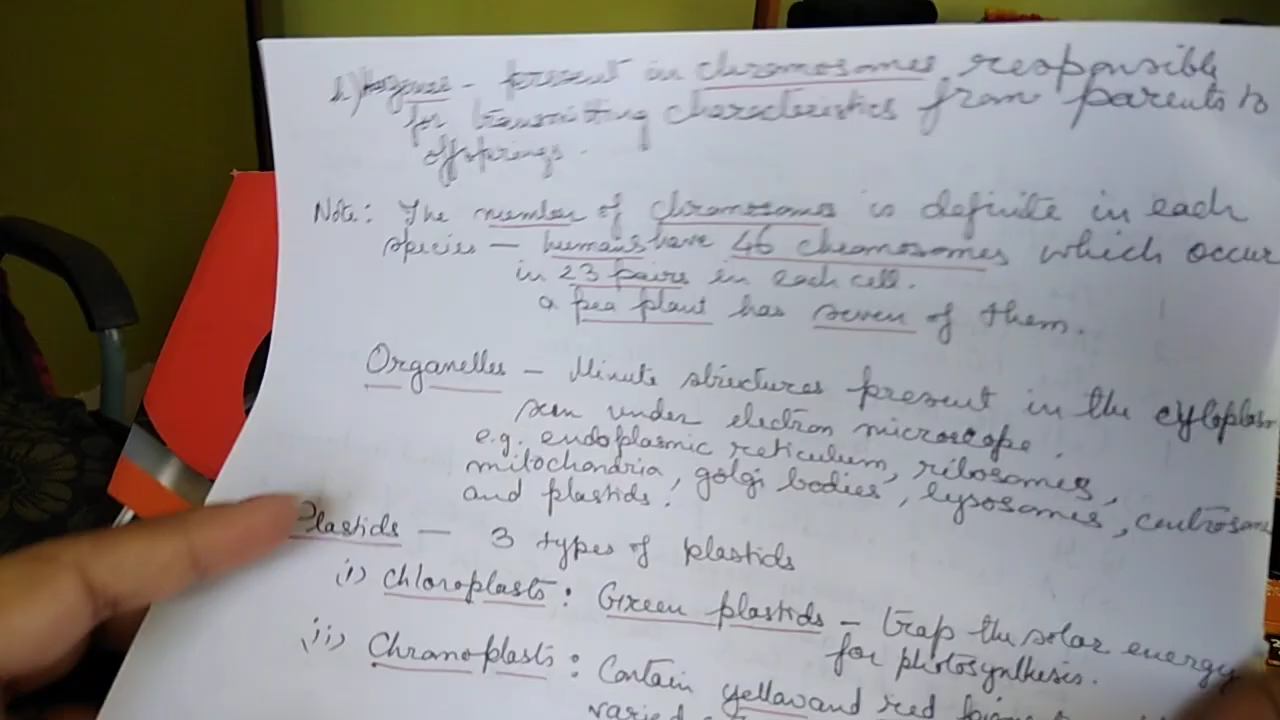 present in chromosomes responsible
for transmitting characteristics from parents to
offsprings.
Note: The number of chromosomes is definite in each
species — humans have 46 chromosomes which occur
in 23 pairs in each cell.
a pea plant has seven of them.
Organelles – Minute structures present in the cytoplasm
seen under electron microscope.
e.g. endoplasmic reticulum, ribosomes,
mitochondria, golgi bodies, lysosomes, centrosome
and plastids.
Plastids — 3 types of plastids
i) Chloroplasts: Green plastids – trap the solar energy
for photosynthesis.
ii) Chromoplasts: Contain yellow and red
varied